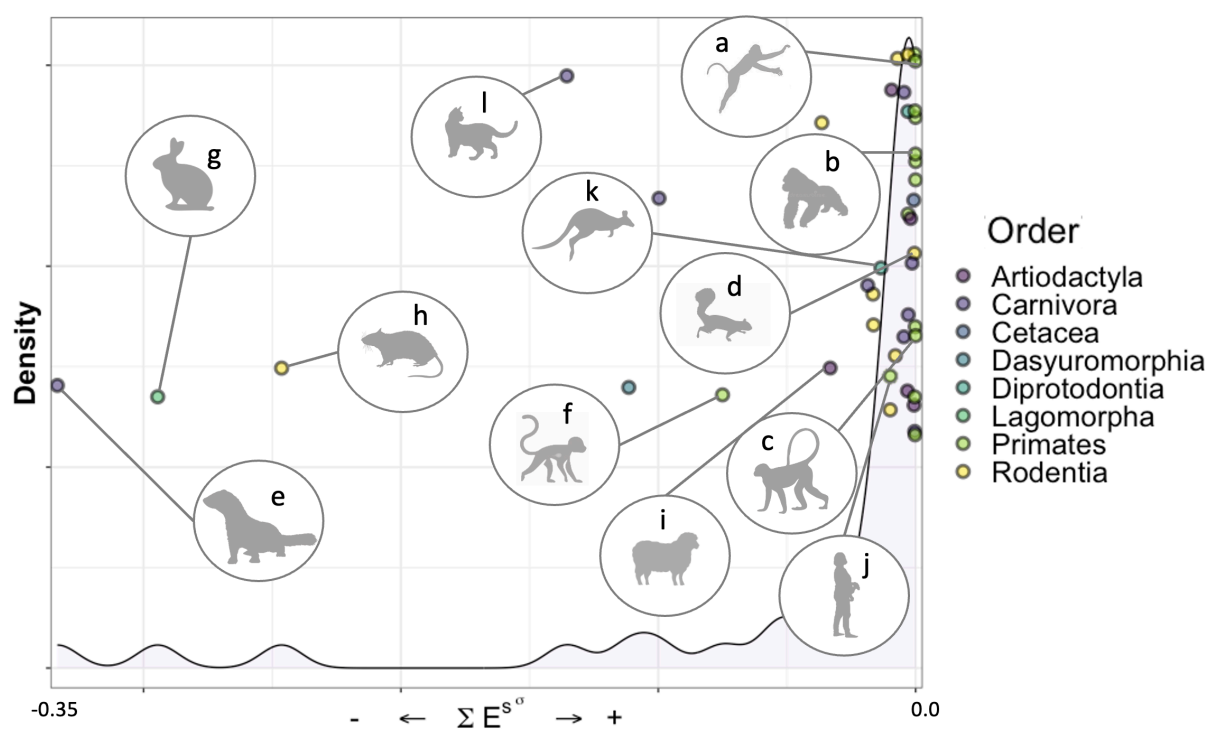 a
l
g
b
k
d
h
f
c
e
i
j
Density
-0.35
- ← Σ E^s^σ → +
0.0
Order
Artiodactyla
Carnivora
Cetacea
Dasyuromorphia
Diprotodontia
Lagomorpha
Primates
Rodentia